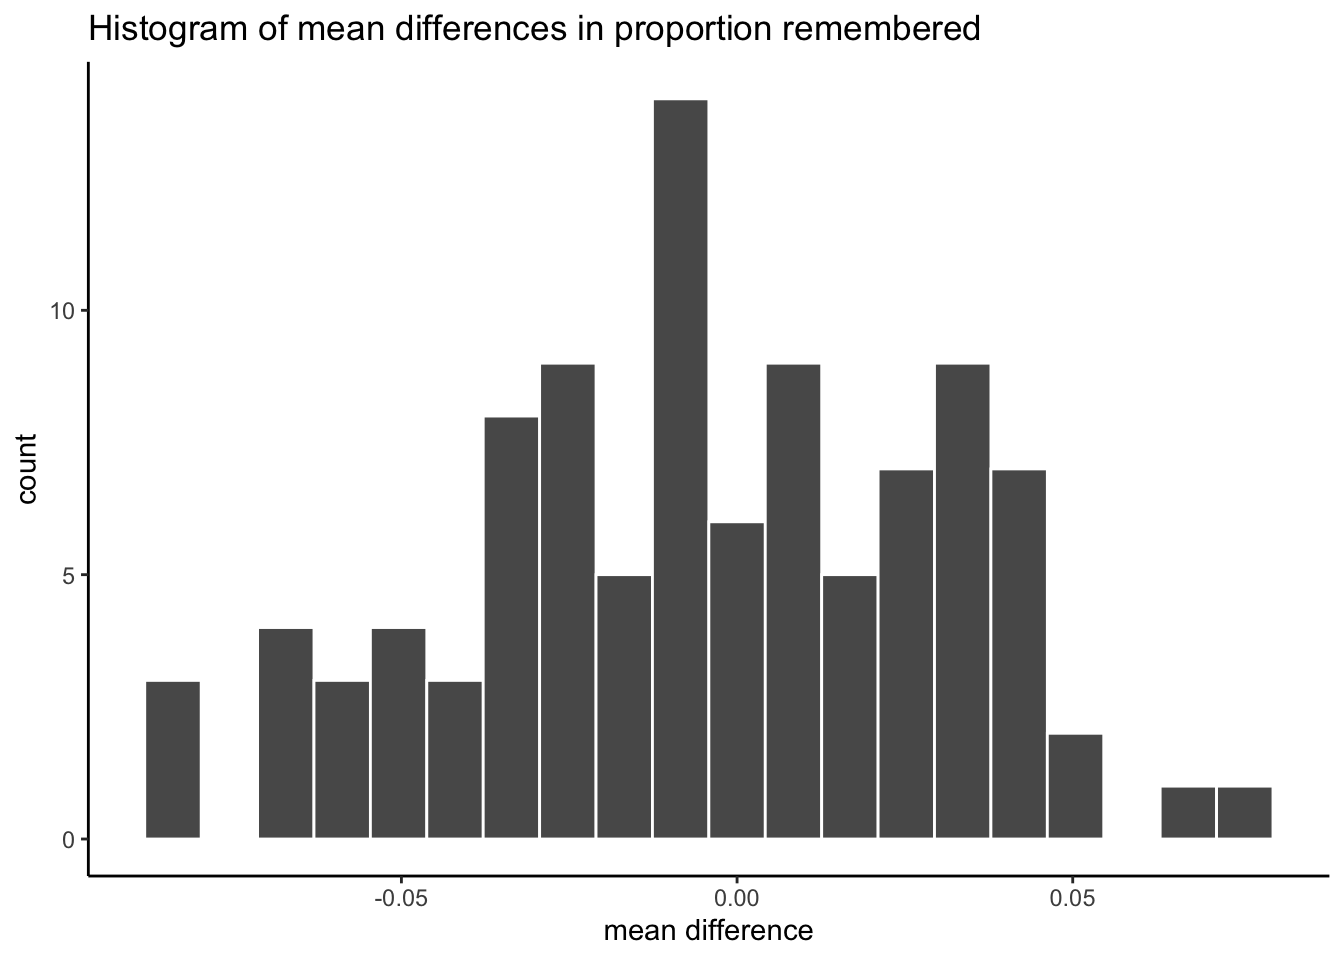 Histogram of mean differences in proportion remembered
10
5
0
count
-0.05
0.00
0.05
mean difference